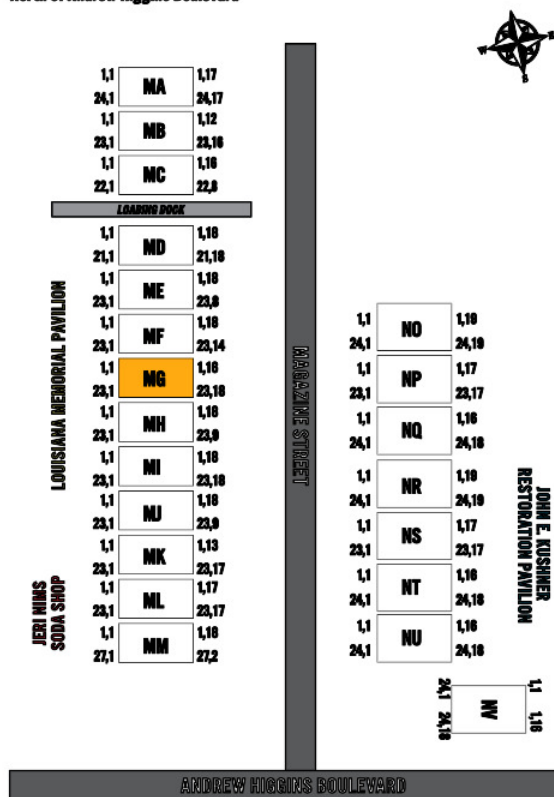 N
W
E
S
1,1 MA 1,17
24,1 24,17
1,1 MB 1,12
23,1 23,16
1,1 MC 1,16
22,1 22,8
LOADING DOCK
1,1 MD 1,18
21,1 21,18
1,1 ME 1,18
23,1 23,8
1,1 MF 1,18
23,1 23,14
1,1 MG 1,16
23,1 23,18
1,1 MH 1,18
23,1 23,9
1,1 MI 1,18
23,1 23,18
1,1 MJ 1,18
23,1 23,9
1,1 MK 1,13
23,1 23,17
1,1 ML 1,17
23,1 23,17
1,1 MM 1,18
27,1 27,2
LOUISIANA MEMORIAL PAVILION
JERI NIMS
SODA SHOP
MAGAZINE STREET
1,1 NO 1,19
24,1 24,19
1,1 NP 1,17
23,1 23,17
1,1 NQ 1,16
24,1 24,18
1,1 NR 1,19
24,1 24,19
1,1 NS 1,17
23,1 23,17
1,1 NT 1,16
24,1 24,18
1,1 NU 1,16
24,1 24,18
JOHN E. KUSHNER
RESTORATION PAVILION
1,1 NV 1,16
24,1 24,18
ANDREW HIGGINS BOULEVARD